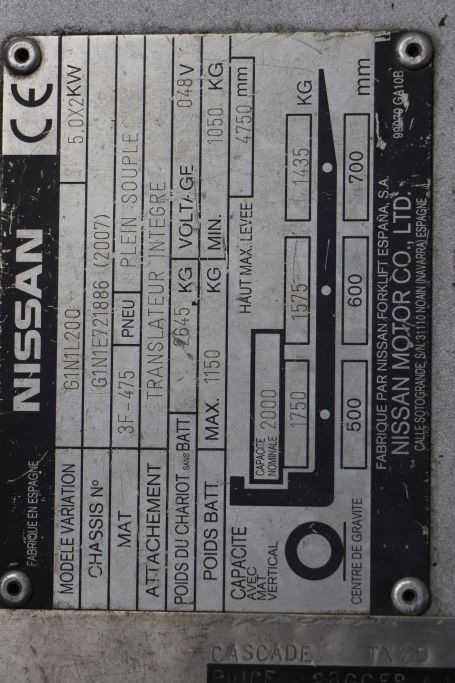 FABRIQUE EN ESPAGNE NISSAN CE
MODELE VARIATION G1N1L20Q 5.0X2KW
CHASSIS Nº G1N1E721886 (2007)
MAT 3F-475 PNEU PLEIN SOUPLE
ATTACHEMENT TRANSLATEUR INTEGRE
POIDS DU CHARIOT SANS BATT 2645 KG VOLTAGE 048V
POIDS BATT. MAX. 1150 KG MIN. 1050 KG
CAPACITE AVEC MAT VERTICAL
HAUT MAX. LEVEE 4750 mm
CAPACITE NOMINALE 2000
1750 1575 1435 KG
CENTRE DE GRAVITE 500 600 700 mm
FABRIQUE PAR NISSAN FORKLIFT ESPAÑA, S.A.
NISSAN MOTOR CO., LTD.
CALLE SOTOGRANDE, S/N. 31110 NOAIN (NAVARRA) ESPAGNE
99079 GA10B
CASCADE